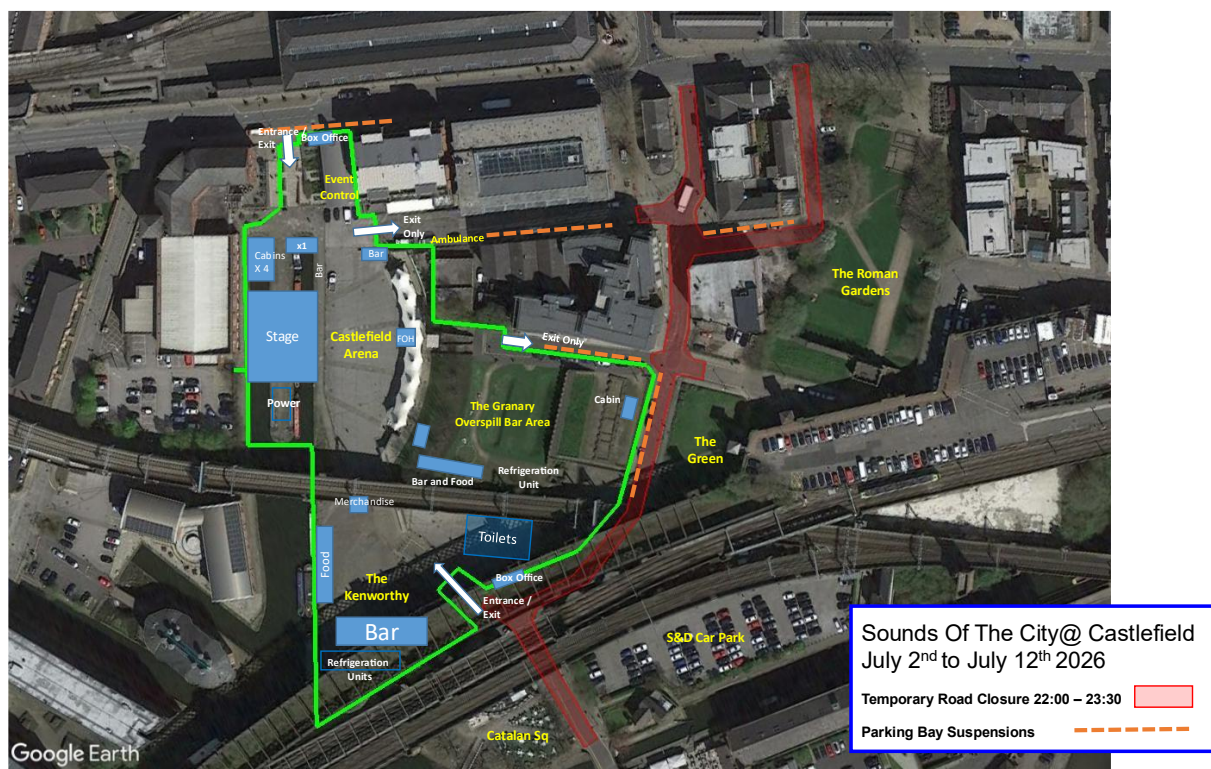 Entrance /
Exit
Box Office
Event
Control
Exit
Only
Ambulance
Cabins
X 4
x1
Bar
Bar
The Roman
Gardens
Stage
Castlefield
Arena
FOH
Exit Only
Power
The Granary
Overspill Bar Area
Cabin
The
Green
Bar and Food
Refrigeration
Unit
Merchandise
Toilets
Food
The
Kenworthy
Box Office
Entrance /
Exit
Bar
S&D Car Park
Refrigeration
Units
Catalan Sq
Google Earth
Sounds Of The City@ Castlefield
July 2nd to July 12th 2026
Temporary Road Closure 22:00 – 23:30
Parking Bay Suspensions